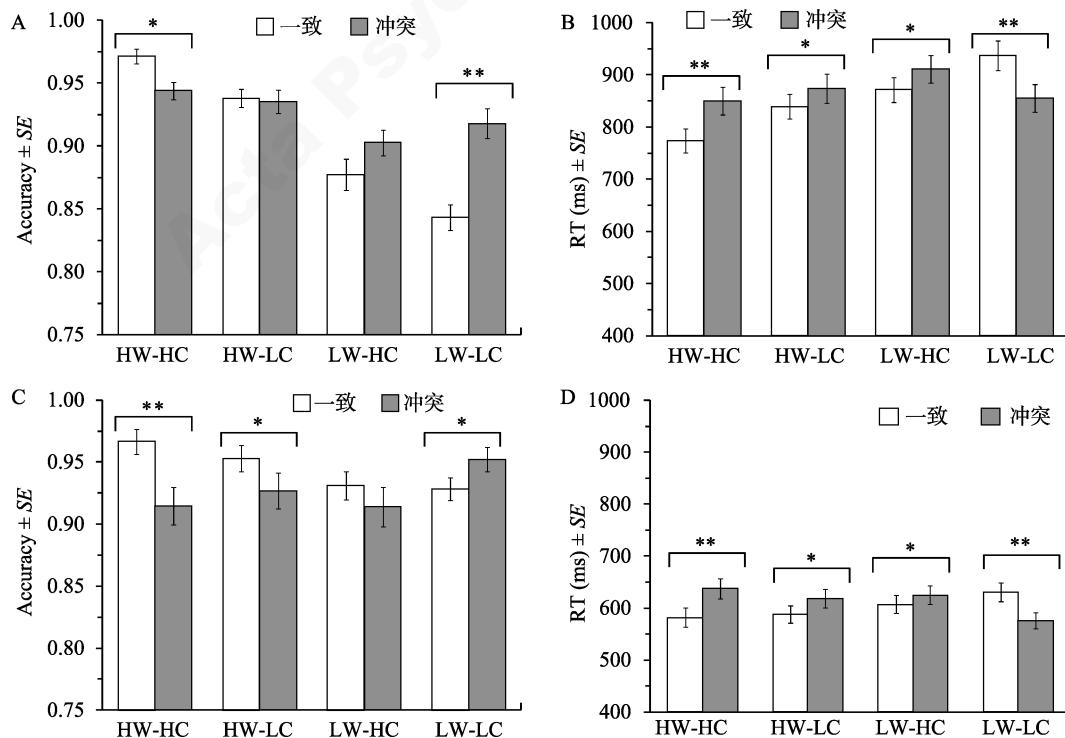 A
Accuracy ± SE
1.00
0.95
0.90
0.85
0.80
0.75
一致 冲突
*
**
HW-HC HW-LC LW-HC LW-LC
B
RT (ms) ± SE
1000
900
800
700
600
500
400
一致 冲突
** * * **
HW-HC HW-LC LW-HC LW-LC
C
Accuracy ± SE
1.00
0.95
0.90
0.85
0.80
0.75
一致 冲突
** * *
HW-HC HW-LC LW-HC LW-LC
D
RT (ms) ± SE
1000
900
800
700
600
500
400
一致 冲突
** * * **
HW-HC HW-LC LW-HC LW-LC
Acta Psyc